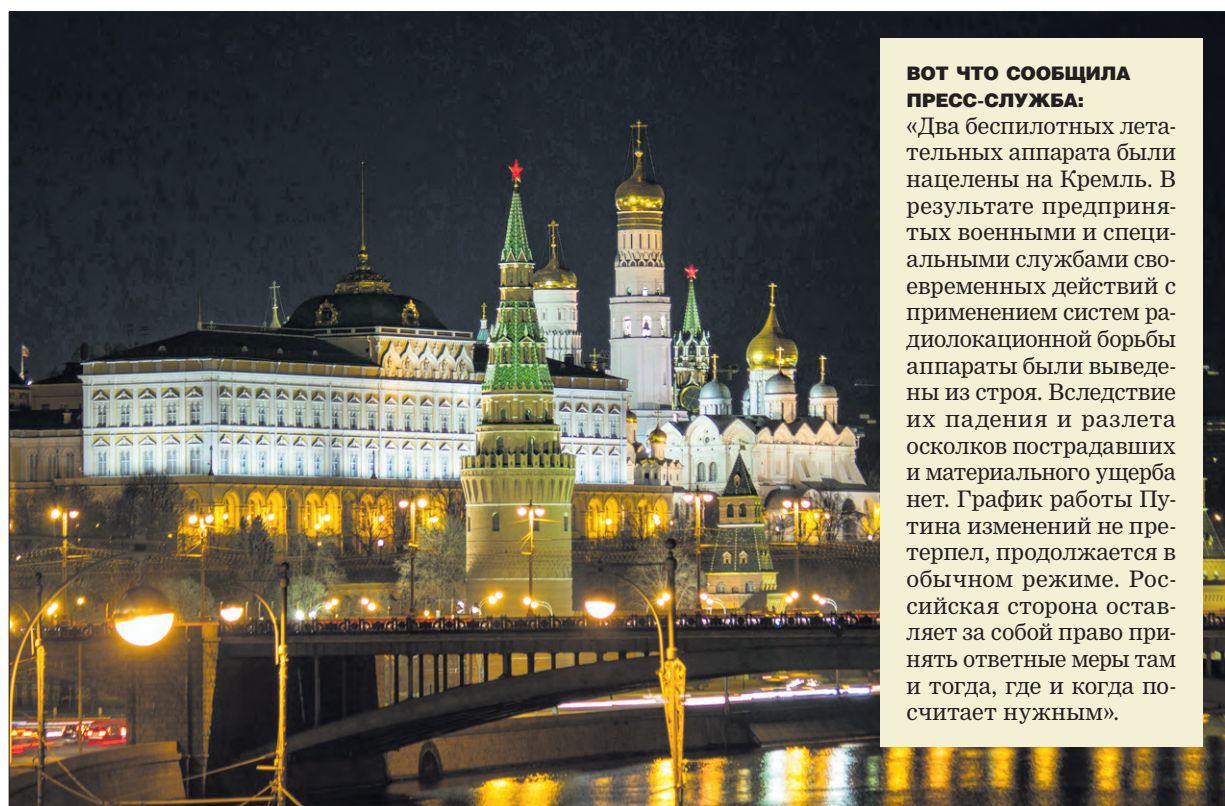 ВОТ ЧТО СООБЩИЛА
ПРЕСС-СЛУЖБА:
«Два беспилотных лета-
тельных аппарата были
нацелены на Кремль. В
результате предприня-
тых военными и специ-
альными службами сво-
евременных действий с
применением систем ра-
диолокационной борьбы
аппараты были выведе-
ны из строя. Вследствие
их падения и разлета
осколков пострадавших
и материального ущерба
нет. График работы Пу-
тина изменений не пре-
терпел, продолжается в
обычном режиме. Рос-
сийская сторона остав-
ляет за собой право при-
нять ответные меры там
и тогда, где и когда по-
считает нужным».